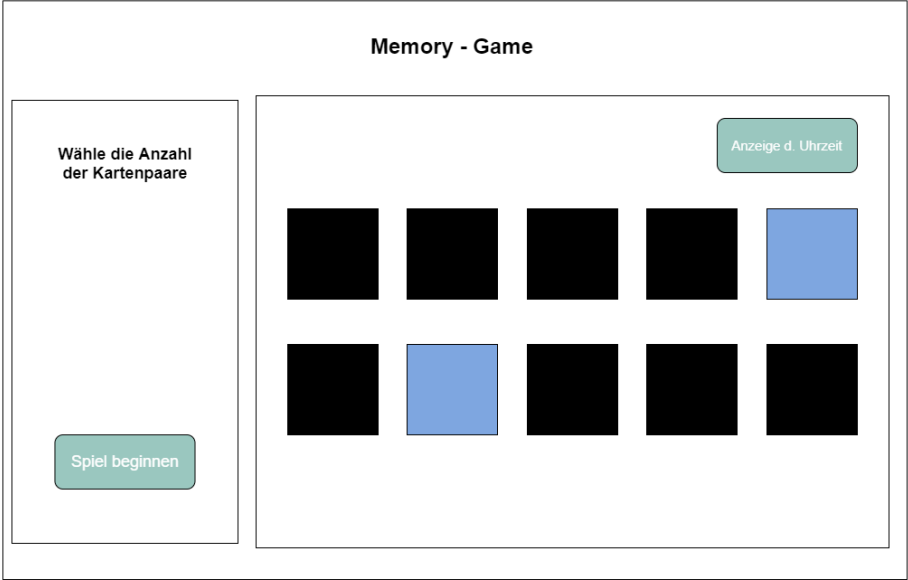 Memory - Game
Wähle die Anzahl
der Kartenpaare
Spiel beginnen
Anzeige d. Uhrzeit